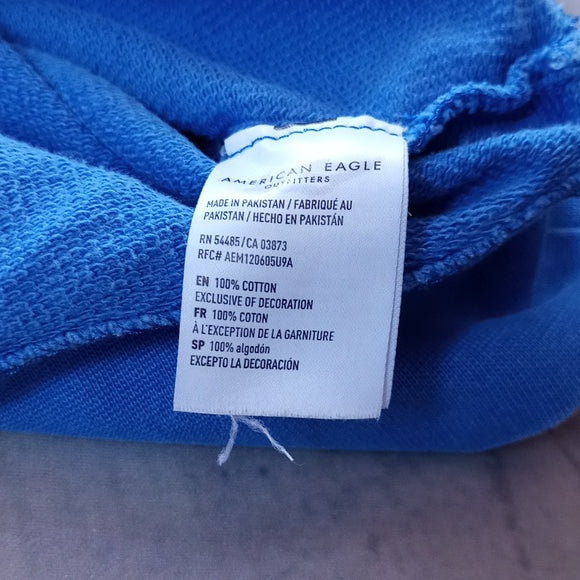 AMERICAN EAGLE
OUTFITTERS
MADE IN PAKISTAN / FABRIQUÉ AU
PAKISTAN / HECHO EN PAKISTÁN
RN 54485 / CA 03873
RFC# AEM120605U9A
EN 100% COTTON
EXCLUSIVE OF DECORATION
FR 100% COTON
À L'EXCEPTION DE LA GARNITURE
SP 100% algodón
EXCEPTO LA DECORACIÓN